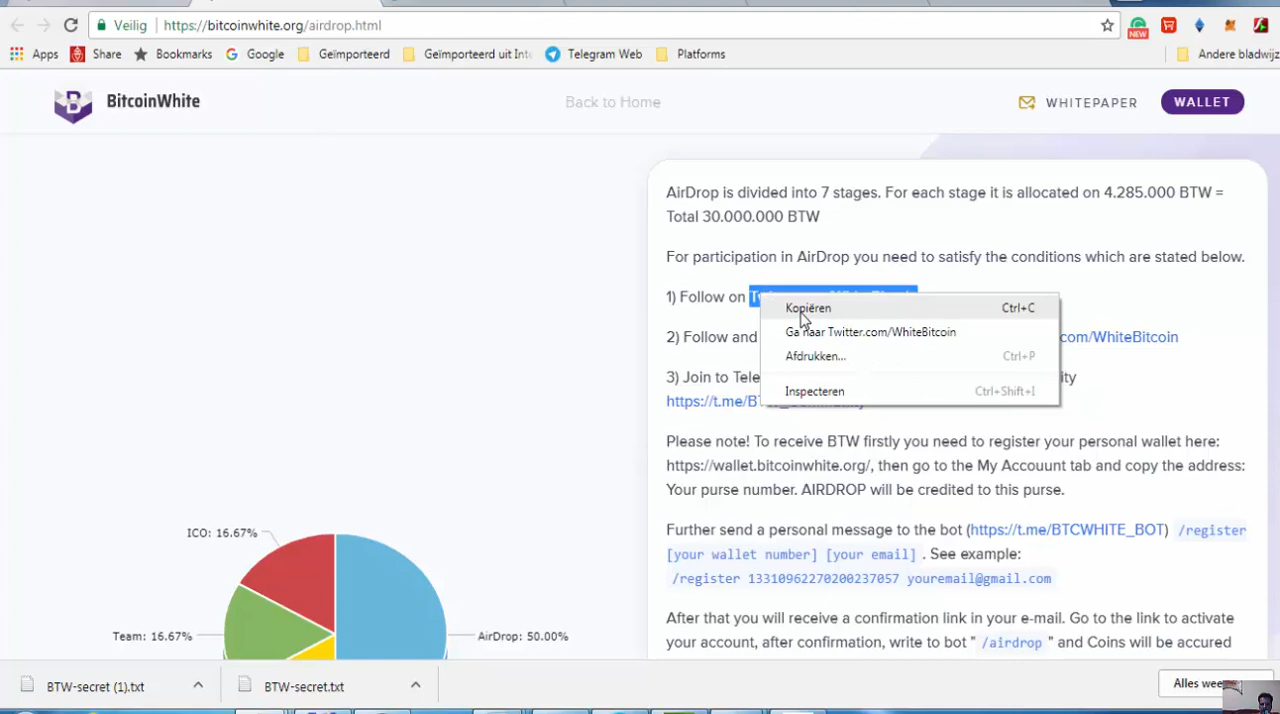 Veilig
https://bitcoinwhite.org/airdrop.html
NEW
Apps
Share
Bookmarks
Google
Geïmporteerd
Geïmporteerd uit Int
Telegram Web
Platforms
Andere bladwijz
BitcoinWhite
Back to Home
WHITEPAPER
WALLET
AirDrop is divided into 7 stages. For each stage it is allocated on 4.285.000 BTW =
Total 30.000.000 BTW
For participation in AirDrop you need to satisfy the conditions which are stated below.
1) Follow on
Kopiëren Ctrl+C
Ga naar Twitter.com/WhiteBitcoin
Afdrukken... Ctrl+P
Inspecteren Ctrl+Shift+I
2) Follow and com/WhiteBitcoin
3) Join to Tele
https://t.me/B
Please note! To receive BTW firstly you need to register your personal wallet here:
https://wallet.bitcoinwhite.org/, then go to the My Accouunt tab and copy the address:
Your purse number. AIRDROP will be credited to this purse.
Further send a personal message to the bot (https://t.me/BTCWHITE_BOT) /register
[your wallet number] [your email] . See example:
/register 13310962270200237057 youremail@gmail.com
After that you will receive a confirmation link in your e-mail. Go to the link to activate
your account, after confirmation, write to bot " /airdrop " and Coins will be accured
ICO: 16.67%
Team: 16.67%
AirDrop: 50.00%
BTW-secret (1).txt
BTW-secret.txt
Alles wee